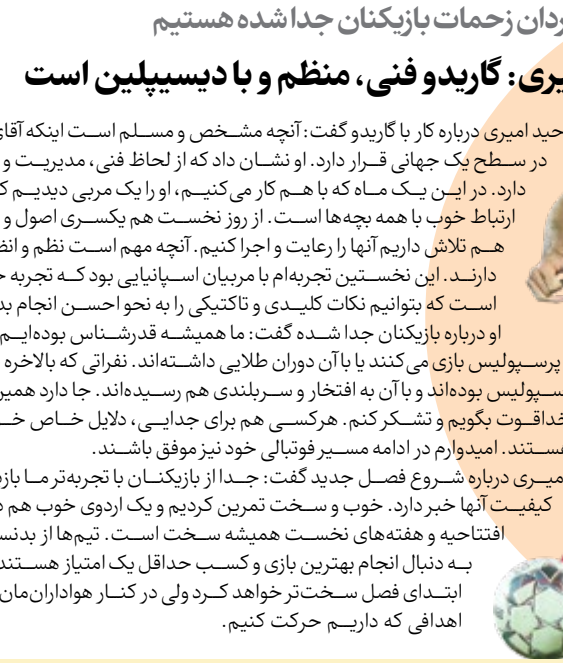 ردان زحمات بازیکنان جدا شده هستیم
یری: گاریدو فنی، منظم و با دیسیپلین است
حید امیری درباره کار با گاریدو گفت: آنچه مشخص و مسلم است اینکه آقای
در سطح یک جهانی قرار دارد. او نشان داد که از لحاظ فنی، مدیریت و
دارد. در این یک ماه که با هم کار می‌کنیم، او را یک مربی دیدیم ک
ارتباط خوب با همه بچه‌ها است. از روز نخست هم یکسری اصول و
هم تلاش داریم آنها را رعایت و اجرا کنیم. آنچه مهم است نظم و انظ
دارند. این نخستین تجربه‌ام با مربیان اسپانیایی بود که تجربه خ
است که بتوانیم نکات کلیدی و تاکتیکی را به نحو احسن انجام بد
او درباره بازیکنان جدا شده گفت: ما همیشه قدرشناس بوده‌ایم
پرسپولیس بازی می‌کنند یا با آن دوران طلایی داشته‌اند. نفراتی که بالاخره
سپولیس بوده‌اند و با آن به افتخار و سربلندی هم رسیده‌اند. جا دارد همین
خداقوت بگویم و تشکر کنم. هرکسی هم برای جدایی، دلایل خاص خ
هستند. امیدوارم در ادامه مسیر فوتبالی خود نیز موفق باشند.
میری درباره شروع فصل جدید گفت: جدا از بازیکنان با تجربه‌تر ما باز
کیفیت آنها خبر دارد. خوب و سخت تمرین کردیم و یک اردوی خوب هم د
افتتاحیه و هفته‌های نخست همیشه سخت است. تیم‌ها از بدنس
به دنبال انجام بهترین بازی و کسب حداقل یک امتیاز هستند
ابتدای فصل سخت‌تر خواهد کرد ولی در کنار هواداران‌مان
اهدافی که داریم حرکت کنیم.